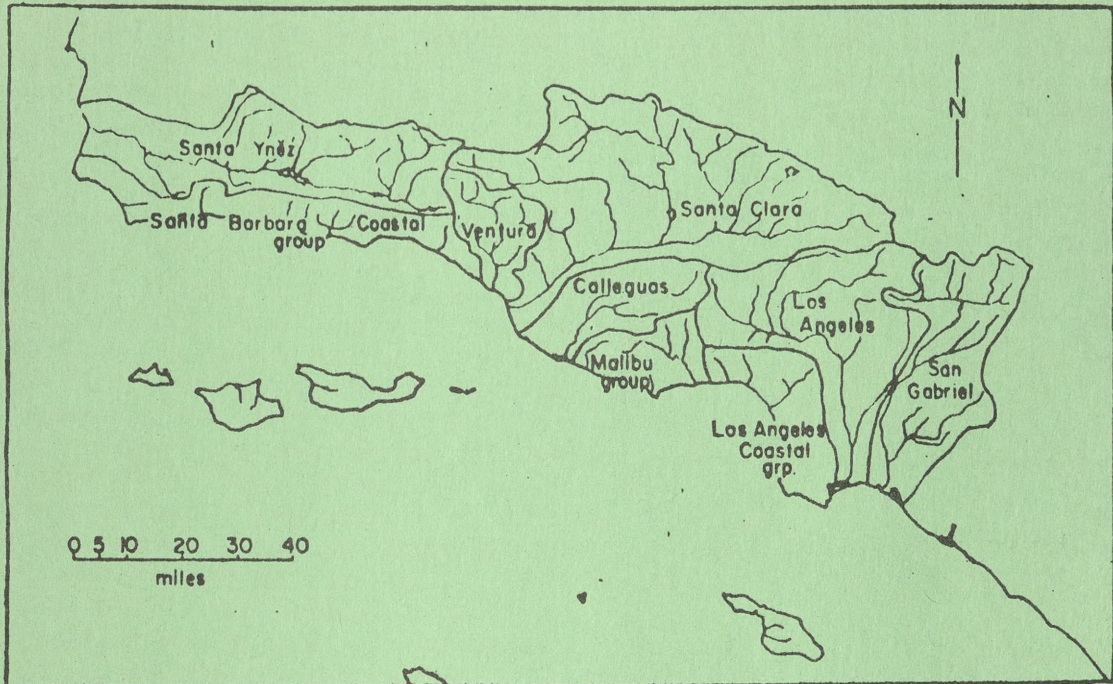 N
Santa Ynez
Santa Barbara Coastal
group
Ventura
Santa Clara
Calleguas
Los
Angeles
Malibu
group
San
Gabriel
Los Angeles
Coastal
grp.
0 5 10 20 30 40
miles